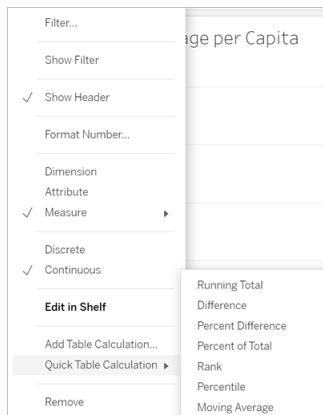 Filter...
age per Capita
Show Filter
Show Header
Format Number...
Dimension
Attribute
Measure
Discrete
Continuous
Edit in Shelf
Add Table Calculation...
Quick Table Calculation
Remove
Running Total
Difference
Percent Difference
Percent of Total
Rank
Percentile
Moving Average